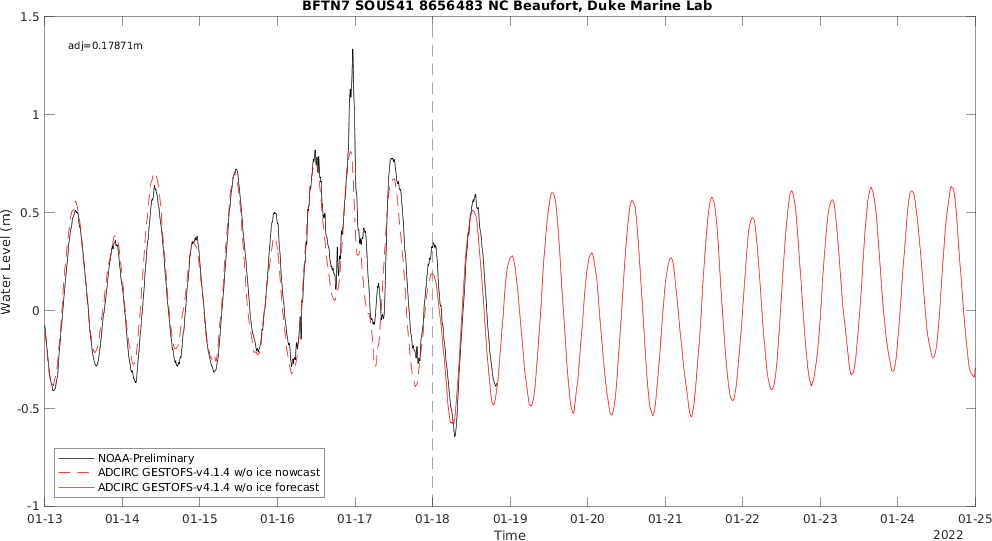 BFTN7 SOUS41 8656483 NC Beaufort, Duke Marine Lab
adj=0.17871m
1.5
1
0.5
0
-0.5
-1
Water Level (m)
NOAA-Preliminary
ADCIRC GESTOFS-v4.1.4 w/o ice nowcast
ADCIRC GESTOFS-v4.1.4 w/o ice forecast
01-13 01-14 01-15 01-16 01-17 01-18 01-19 01-20 01-21 01-22 01-23 01-24 01-25
Time
2022